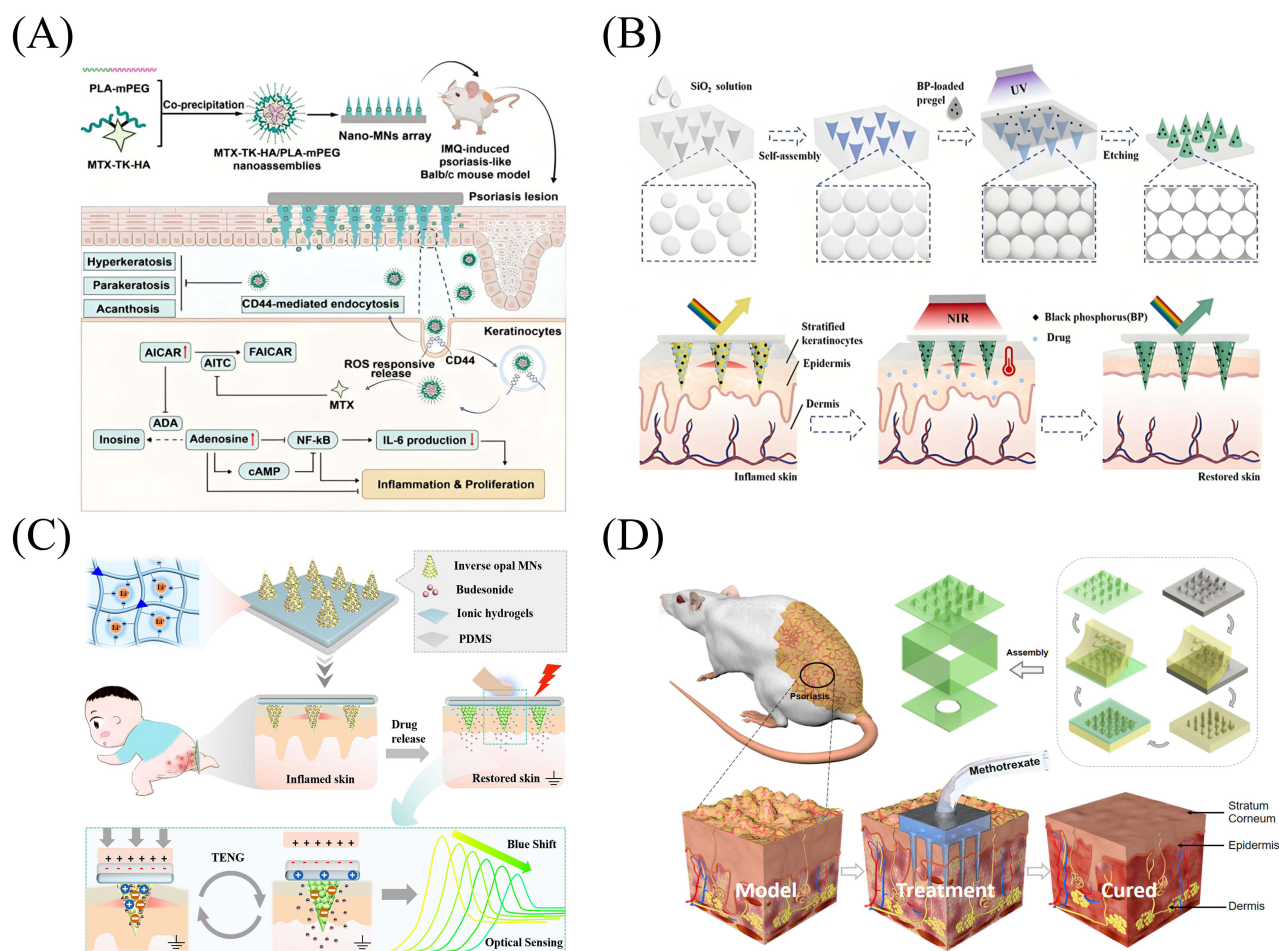 (A)
PLA-mPEG
MTX-TK-HA
Co-precipitation
MTX-TK-HA/PLA-mPEG
nanoassemblies
Nano-MNs array
IMQ-induced
psoriasis-like
Balb/c mouse model
Psoriasis lesion
Hyperkeratosis
Parakeratosis
Acanthosis
CD44-mediated endocytosis
Keratinocytes
CD44
ROS responsive
release
MTX
AICAR
FAICAR
AITC
ADA
Inosine
Adenosine
NF-kB
IL-6 production
cAMP
Inflammation & Proliferation
(B)
SiO2 solution
Self-assembly
BP-loaded
pregel
UV
Etching
Stratified
keratinocytes
Epidermis
Dermis
NIR
Black phosphorus(BP)
Drug
Inflamed skin
Restored skin
(C)
Li+
Li+
Li+
Li+
Inverse opal MNs
Budesonide
Ionic hydrogels
PDMS
Inflamed skin
Drug
release
Restored skin
TENG
Blue Shift
Optical Sensing
(D)
Psoriasis
Assembly
Methotrexate
Model
Treatment
Cured
Stratum
Corneum
Epidermis
Dermis